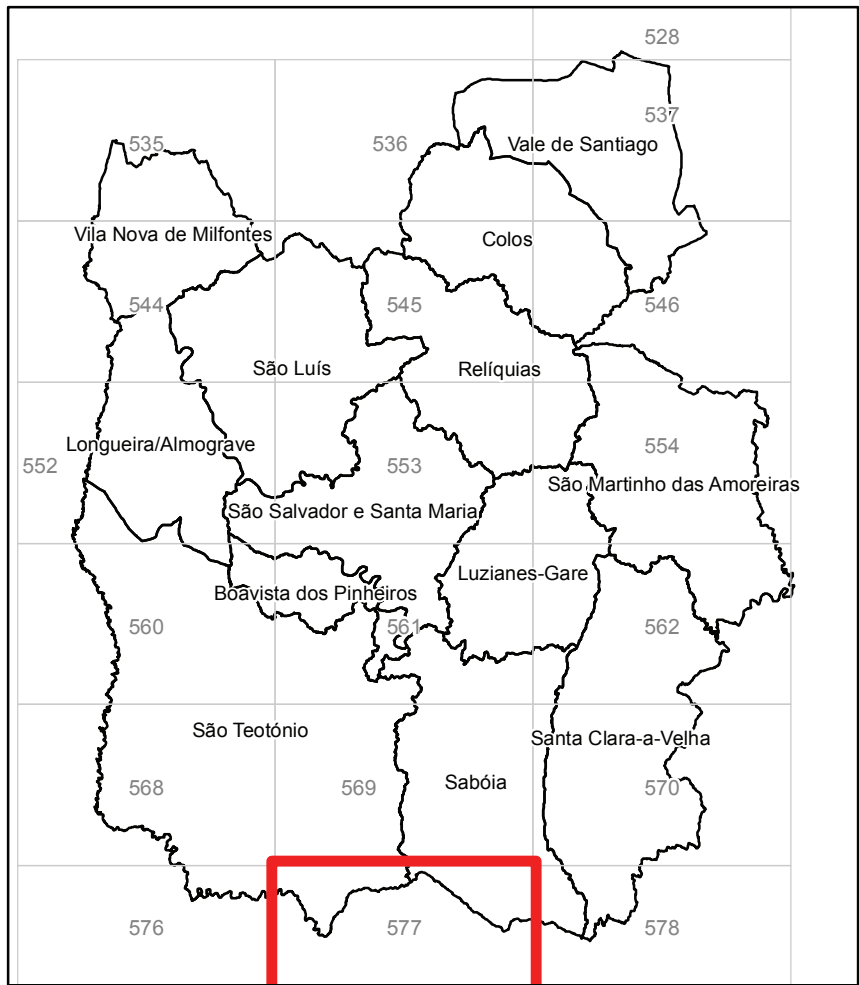 528
537
535
536
Vale de Santiago
Vila Nova de Milfontes
Colos
544
545
546
São Luís
Relíquias
Longueira/Almograve
554
552
553
São Martinho das Amoreiras
São Salvador e Santa Maria
Luzianes-Gare
Boavista dos Pinheiros
560
561
562
São Teotónio
Santa Clara-a-Velha
Sabóia
568
569
570
576
577
578